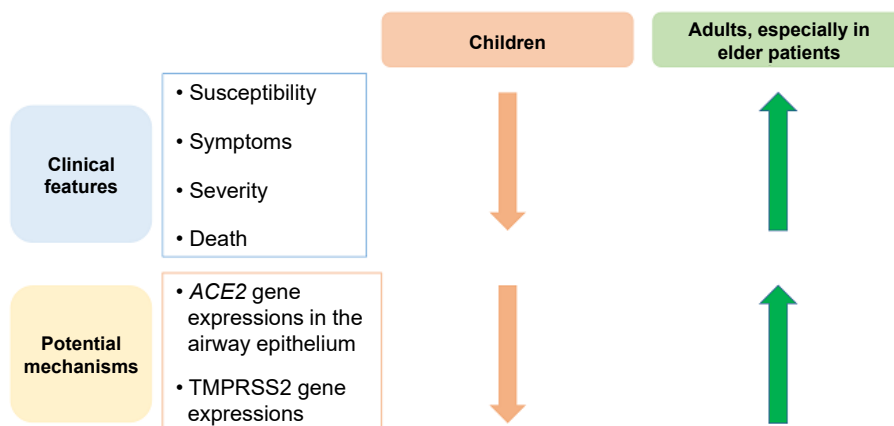 Children
Adults, especially in
elder patients
Clinical
features
• Susceptibility
• Symptoms
• Severity
• Death
Potential
mechanisms
• ACE2 gene
expressions in the
airway epithelium
• TMPRSS2 gene
expressions